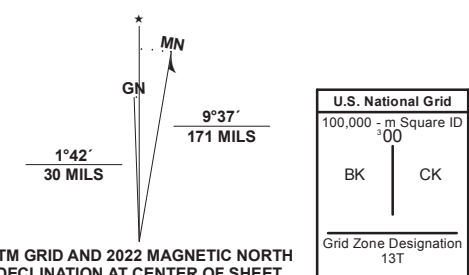 ★
MN
GN
9°37´
171 MILS
1°42´
30 MILS
TM GRID AND 2022 MAGNETIC NORTH
DECLINATION AT CENTER OF SHEET
U.S. National Grid
100,000 - m Square ID
³00
BK CK
Grid Zone Designation
13T